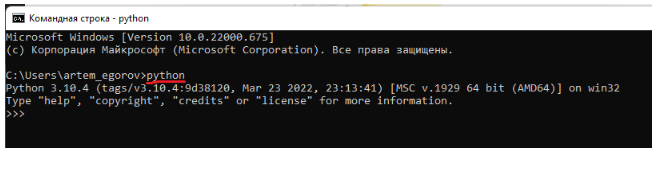 Командная строка - python
Microsoft Windows [Version 10.0.22000.675]
(c) Корпорация Майкрософт (Microsoft Corporation). Все права защищены.
C:\Users\artem_egorov>python
Python 3.10.4 (tags/v3.10.4:9d38120, Mar 23 2022, 23:13:41) [MSC v.1929 64 bit (AMD64)] on win32
Type "help", "copyright", "credits" or "license" for more information.
>>>